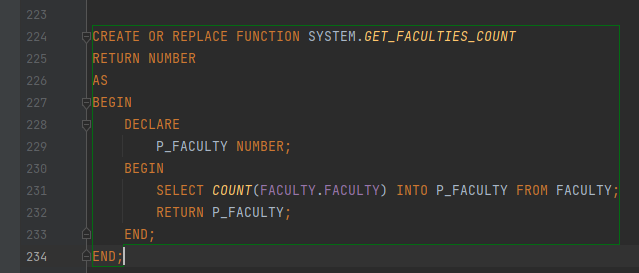 223
224 CREATE OR REPLACE FUNCTION SYSTEM.GET_FACULTIES_COUNT
225 RETURN NUMBER
226 AS
227 BEGIN
228     DECLARE
229         P_FACULTY NUMBER;
230     BEGIN
231         SELECT COUNT(FACULTY.FACULTY) INTO P_FACULTY FROM FACULTY;
232         RETURN P_FACULTY;
233     END;
234 END;